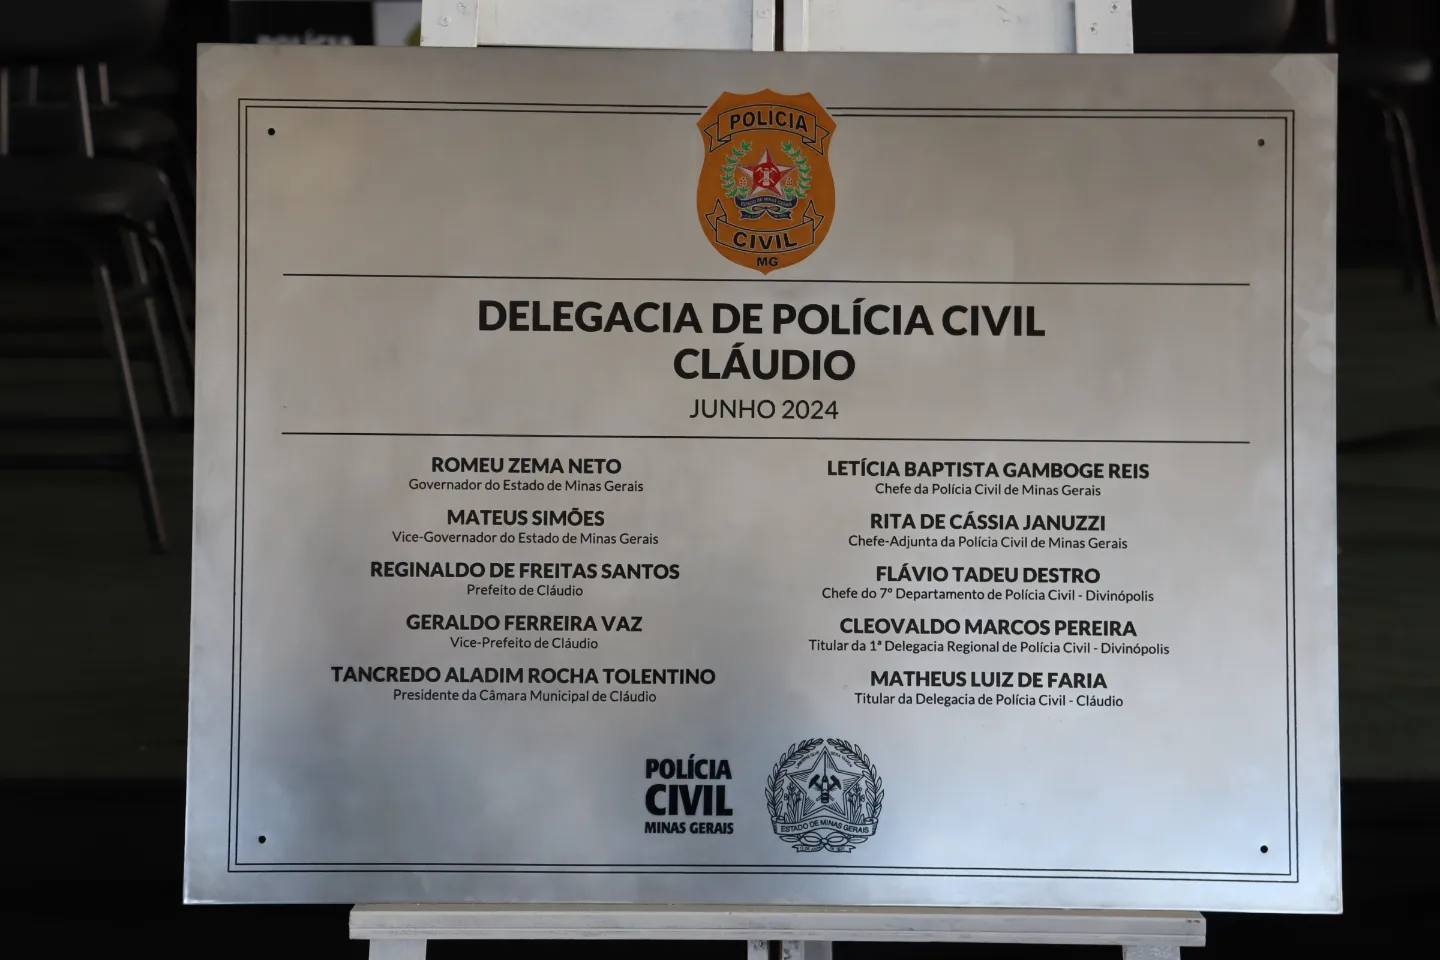 POLÍCIA
CIVIL
MG
DELEGACIA DE POLÍCIA CIVIL
CLÁUDIO
JUNHO 2024
ROMEU ZEMA NETO
Governador do Estado de Minas Gerais
MATEUS SIMÕES
Vice-Governador do Estado de Minas Gerais
REGINALDO DE FREITAS SANTOS
Prefeito de Cláudio
GERALDO FERREIRA VAZ
Vice-Prefeito de Cláudio
TANCREDO ALADIM ROCHA TOLENTINO
Presidente da Câmara Municipal de Cláudio
LETÍCIA BAPTISTA GAMBOGE REIS
Chefe da Polícia Civil de Minas Gerais
RITA DE CÁSSIA JANUZZI
Chefe-Adjunta da Polícia Civil de Minas Gerais
FLÁVIO TADEU DESTRO
Chefe do 7º Departamento de Polícia Civil - Divinópolis
CLEOVALDO MARCOS PEREIRA
Titular da 1ª Delegacia Regional de Polícia Civil - Divinópolis
MATHEUS LUIZ DE FARIA
Titular da Delegacia de Polícia Civil - Cláudio
POLÍCIA
CIVIL
MINAS GERAIS
ESTADO DE MINAS GERAIS